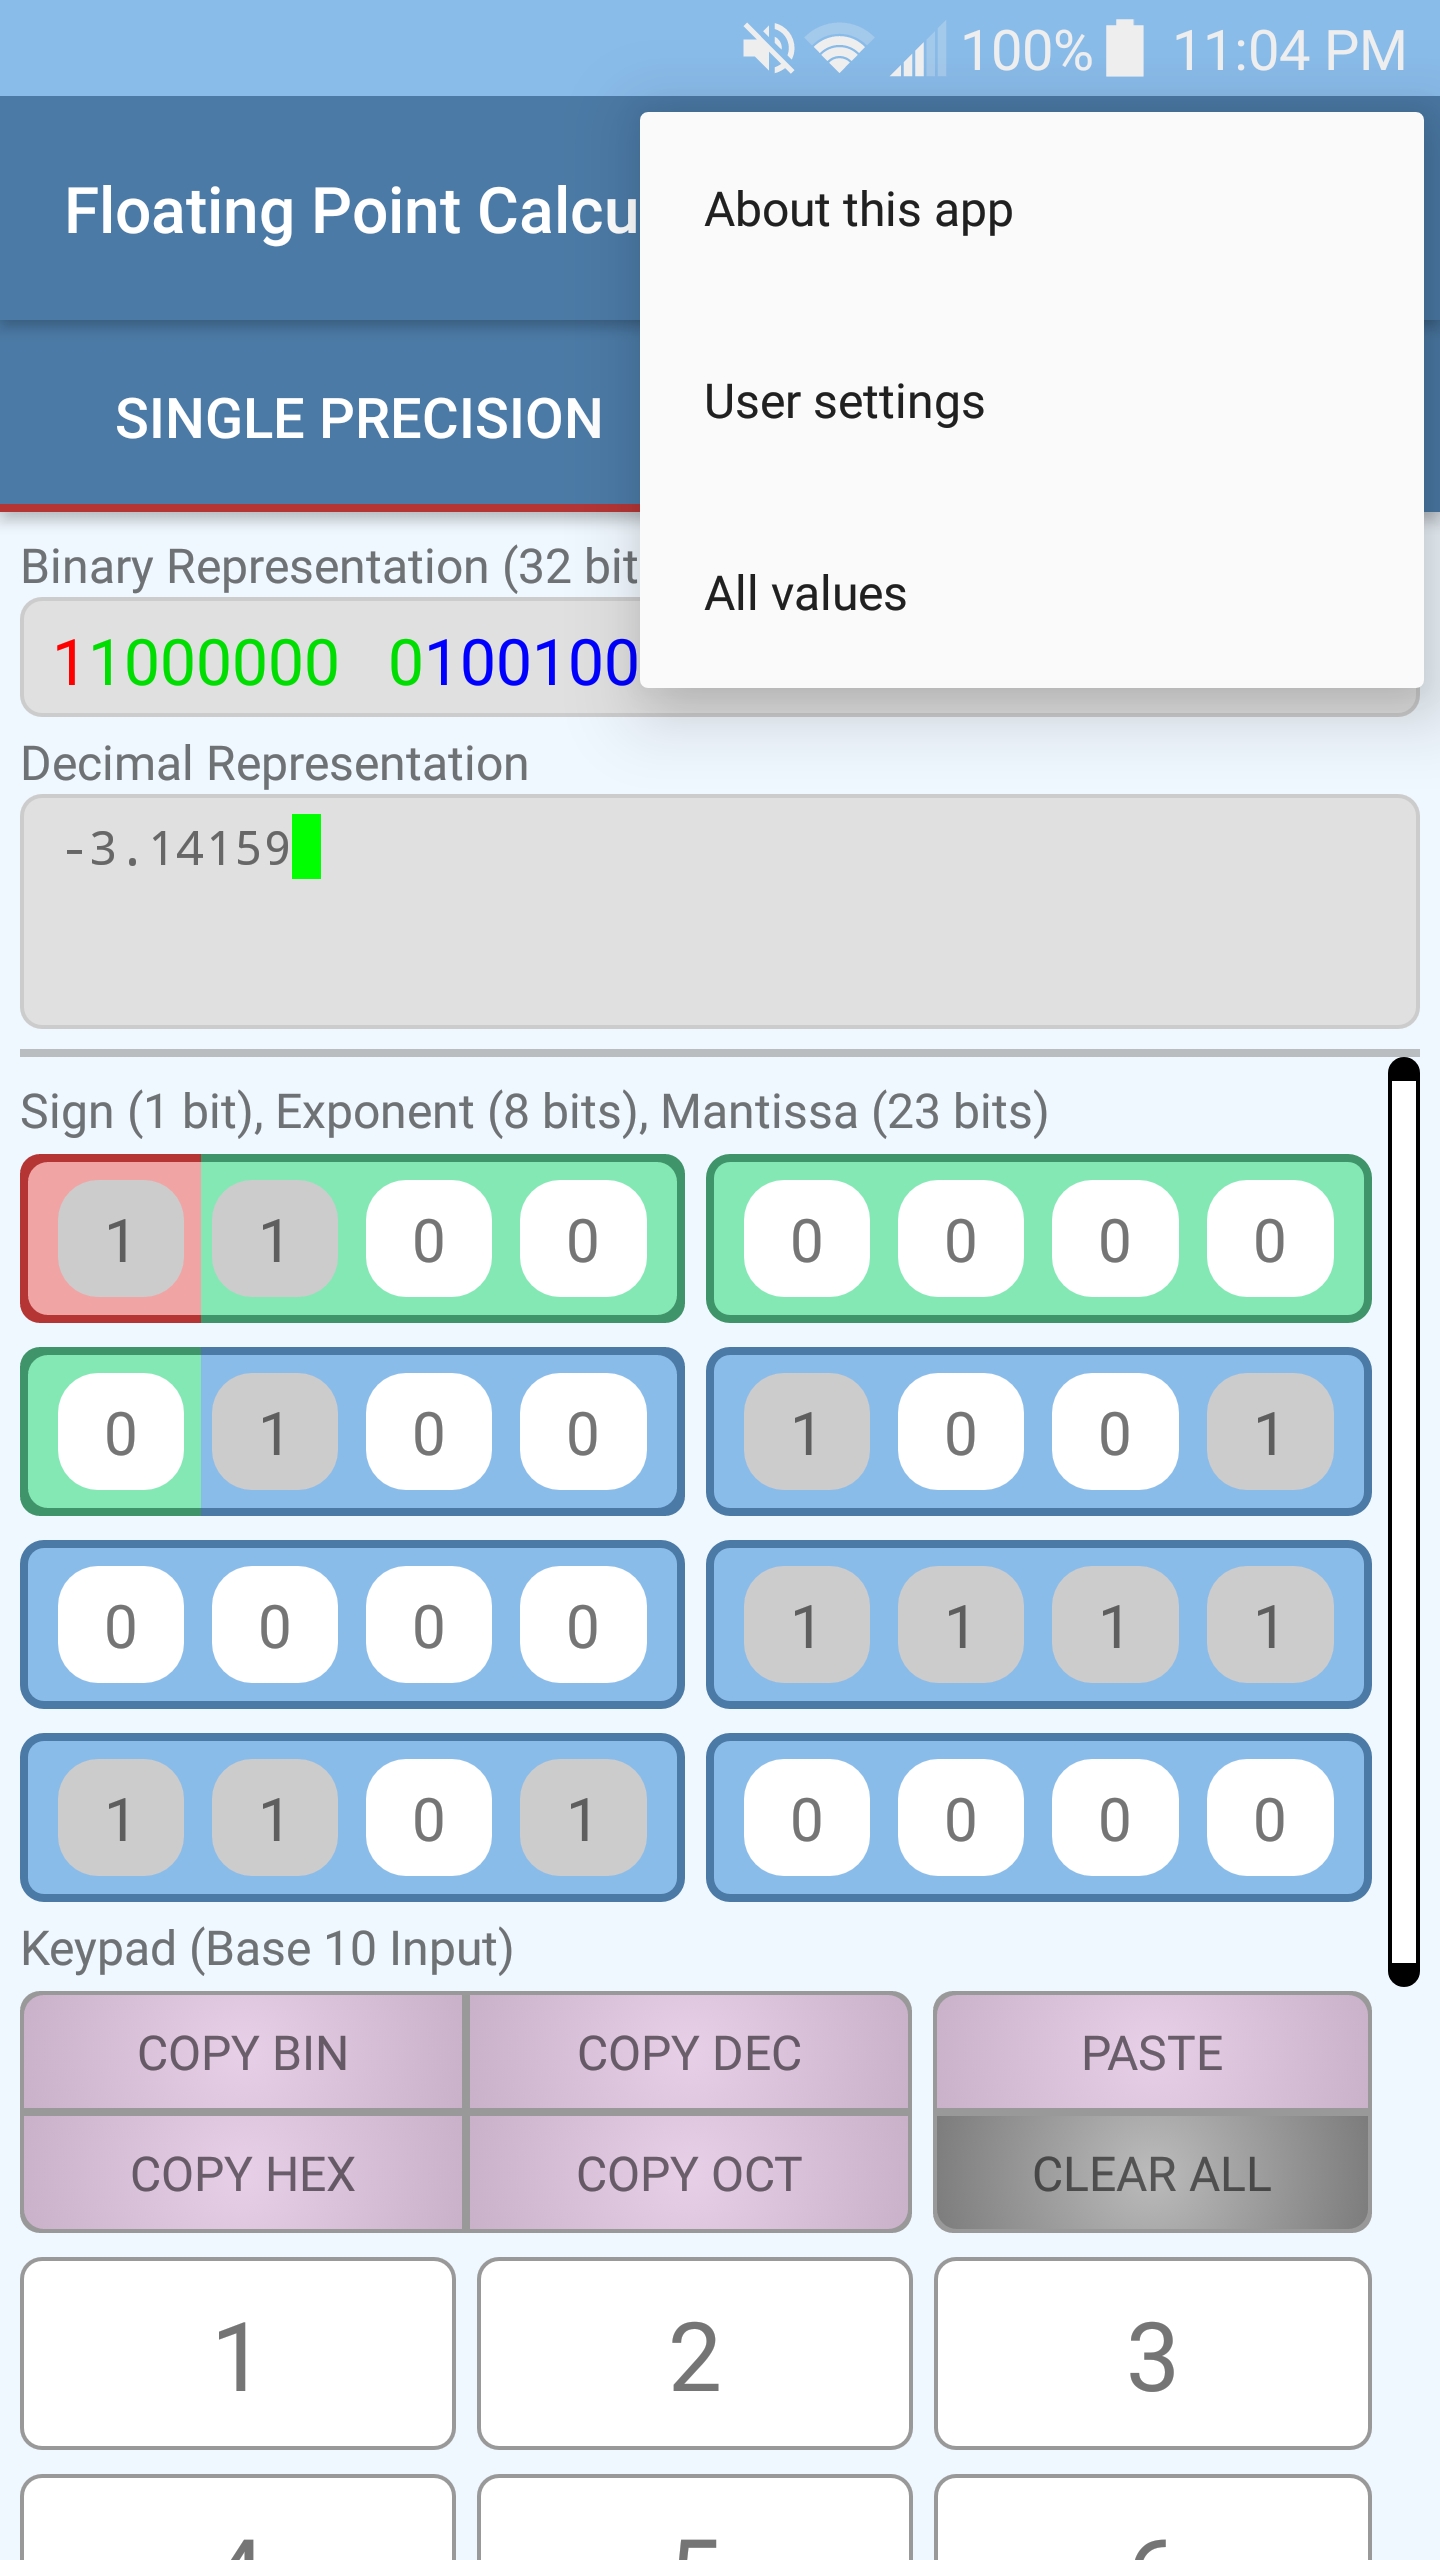 100% 11:04 PM
Floating Point Calcu
About this app
SINGLE PRECISION
User settings
Binary Representation (32 bit
All values
11000000 0100100
Decimal Representation
-3.14159
Sign (1 bit), Exponent (8 bits), Mantissa (23 bits)
1 1 0 0 0 0 0 0
0 1 0 0 1 0 0 1
0 0 0 0 1 1 1 1
1 1 0 1 0 0 0 0
Keypad (Base 10 Input)
COPY BIN COPY DEC PASTE
COPY HEX COPY OCT CLEAR ALL
1 2 3
4 5 6